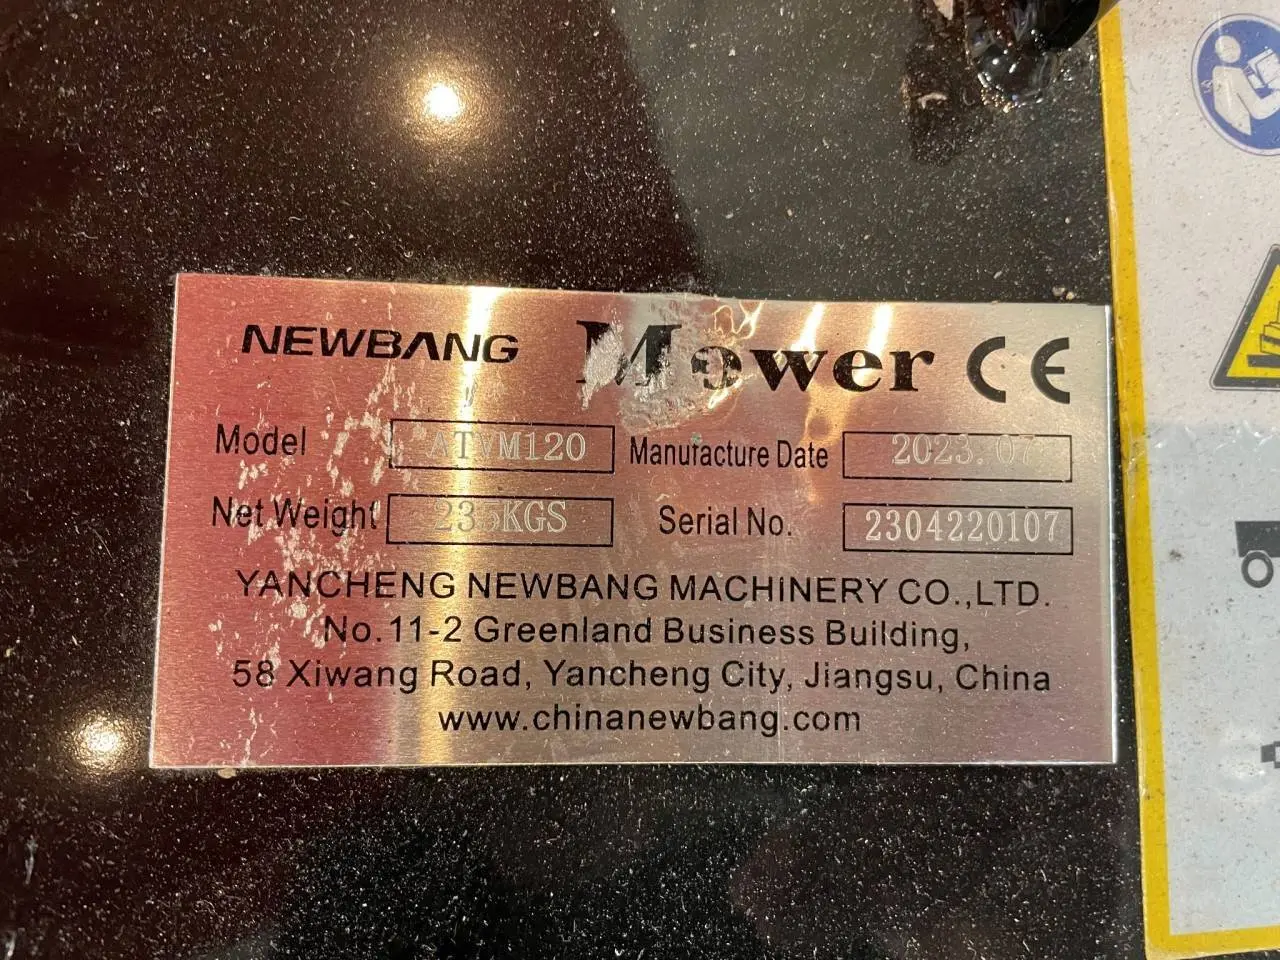 NEWBANG Mower CE
Model ATVM120 Manufacture Date 2023.07
Net Weight 235KGS Serial No. 2304220107
YANCHENG NEWBANG MACHINERY CO.,LTD.
No.11-2 Greenland Business Building,
58 Xiwang Road, Yancheng City, Jiangsu, China
www.chinanewbang.com